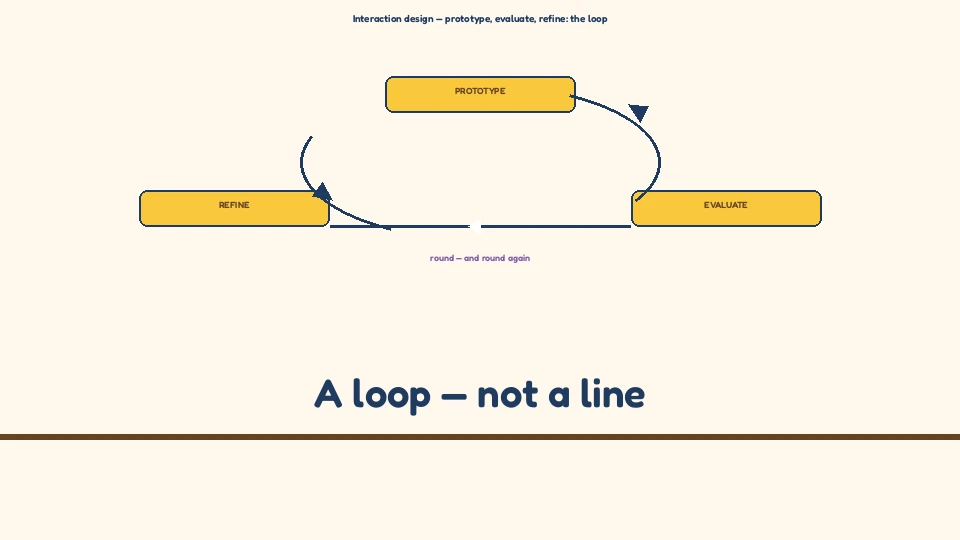 Interaction design — prototype, evaluate, refine: the loop
PROTOTYPE
REFINE
EVALUATE
round — and round again
A loop — not a line